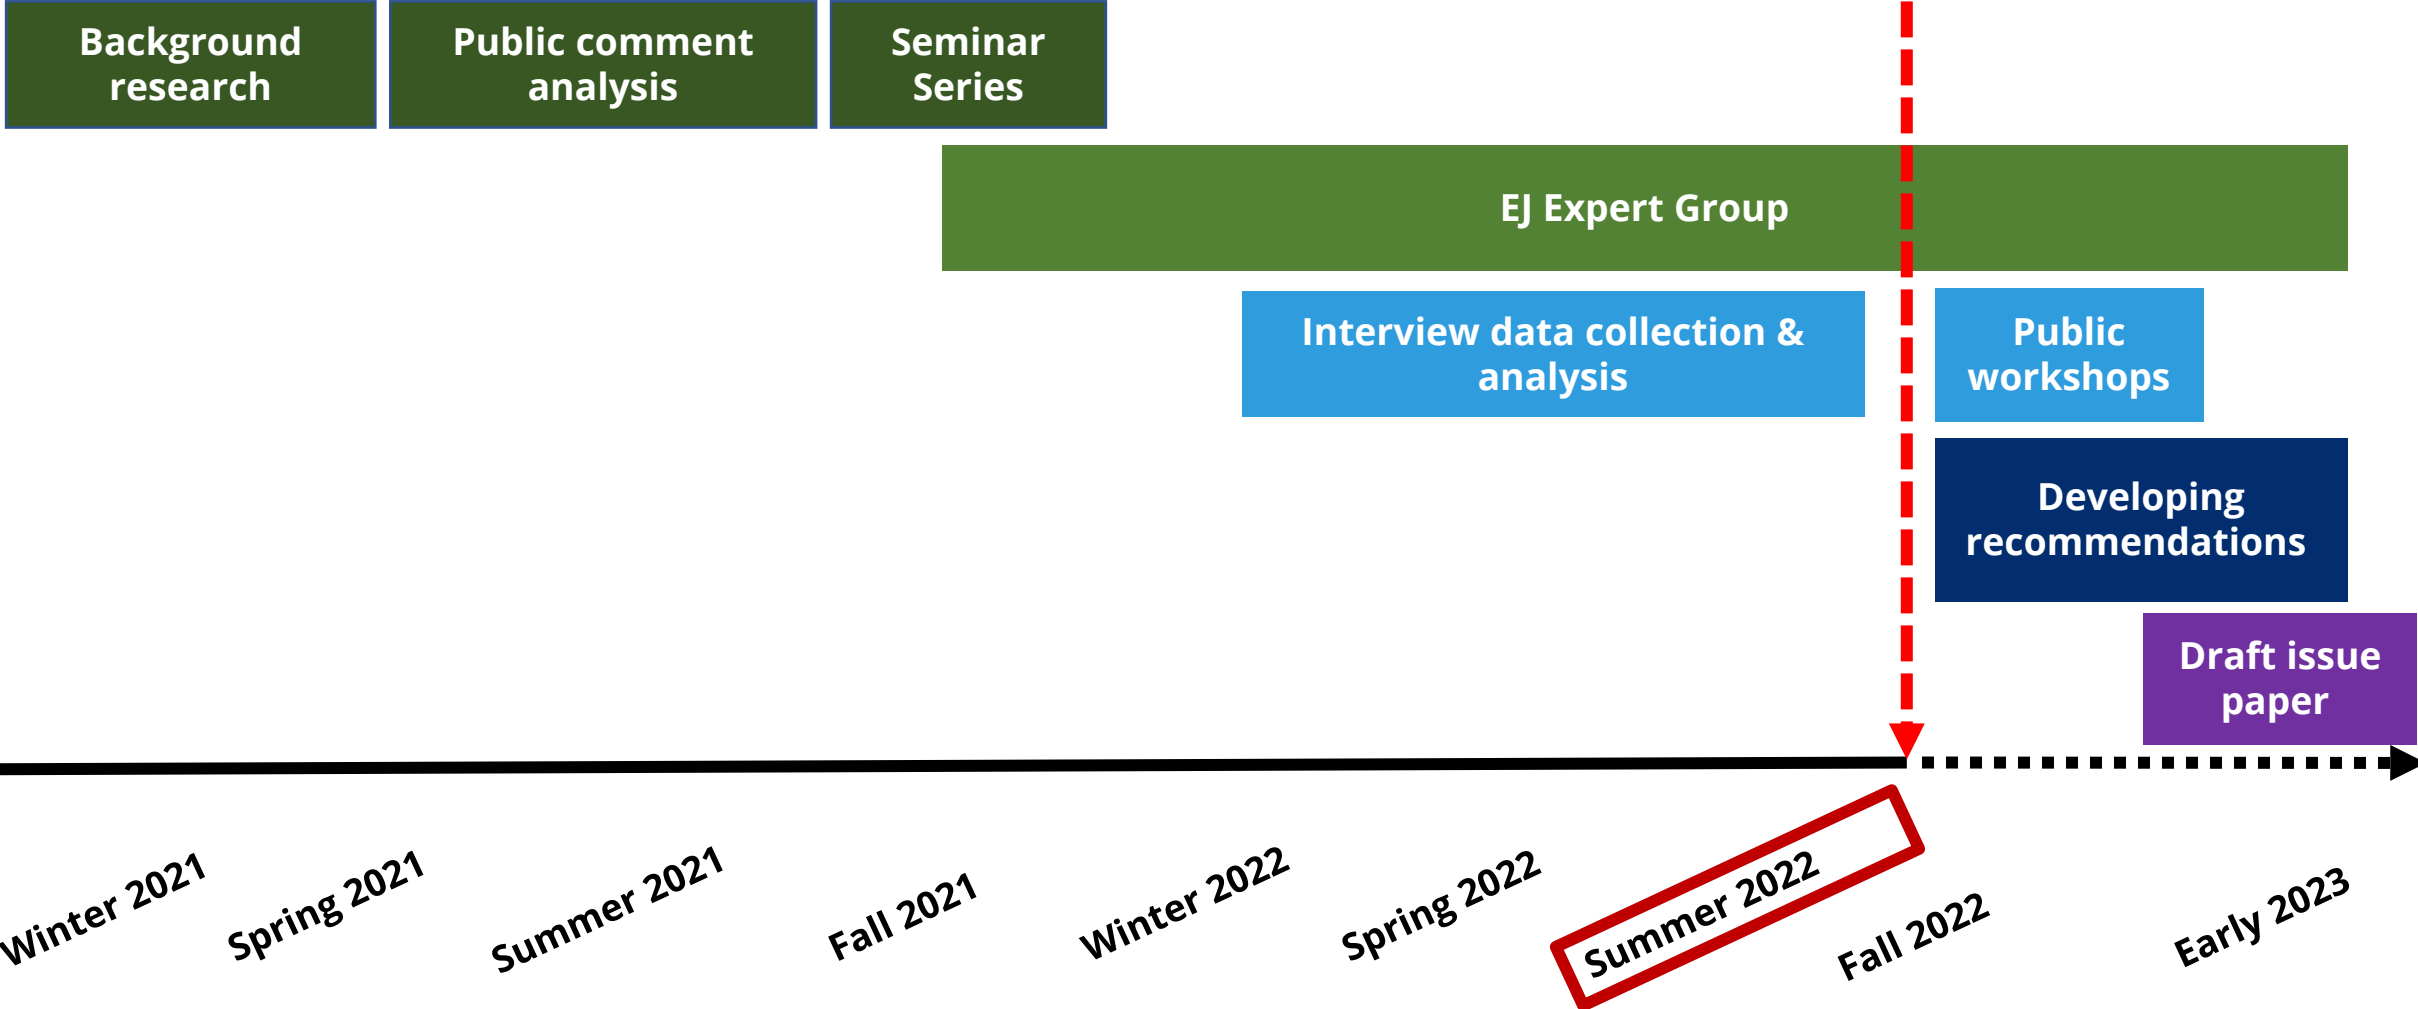 Background
research
Public comment
analysis
Seminar
Series
EJ Expert Group
Interview data collection &
analysis
Public
workshops
Developing
recommendations
Draft issue
paper
Winter 2021
Spring 2021
Summer 2021
Fall 2021
Winter 2022
Spring 2022
Summer 2022
Fall 2022
Early 2023